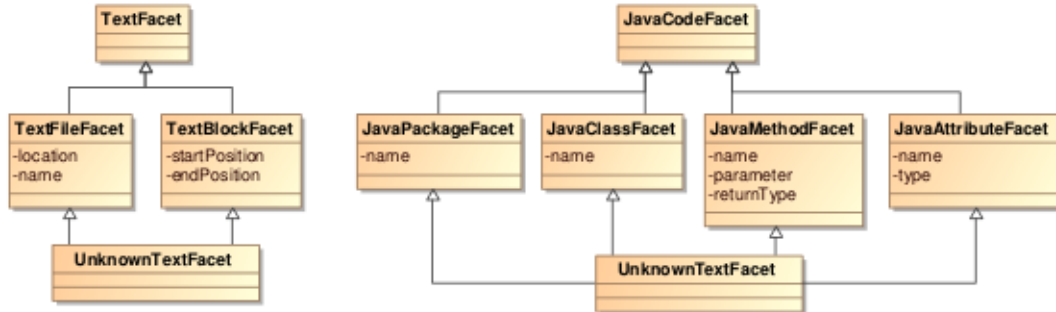 TextFacet
TextFileFacet
-location
-name
TextBlockFacet
-startPosition
-endPosition
UnknownTextFacet
JavaCodeFacet
JavaPackageFacet
-name
JavaClassFacet
-name
JavaMethodFacet
-name
-parameter
-returnType
JavaAttributeFacet
-name
-type
UnknownTextFacet